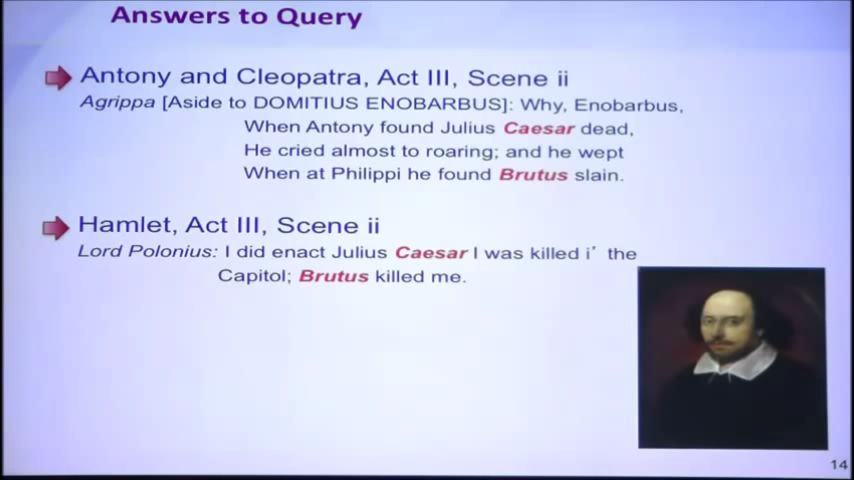 Answers to Query
Antony and Cleopatra, Act III, Scene ii
Agrippa [Aside to DOMITIUS ENOBARBUS]: Why, Enobarbus,
When Antony found Julius Caesar dead,
He cried almost to roaring; and he wept
When at Philippi he found Brutus slain.
Hamlet, Act III, Scene ii
Lord Polonius: I did enact Julius Caesar I was killed i’ the
Capitol; Brutus killed me.
14